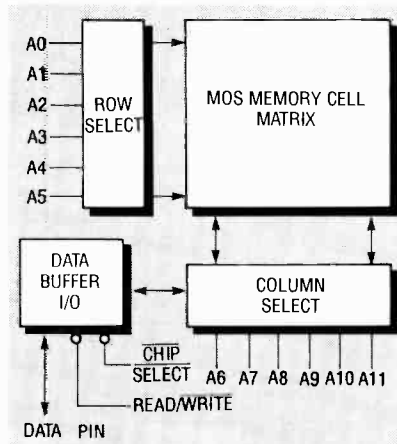 A0
A1
A2
A3
A4
A5
ROW
SELECT
MOS MEMORY CELL
MATRIX
DATA
BUFFER
I/O
COLUMN
SELECT
CHIP
SELECT
A6 A7 A8 A9 A10 A11
READ/WRITE
DATA PIN